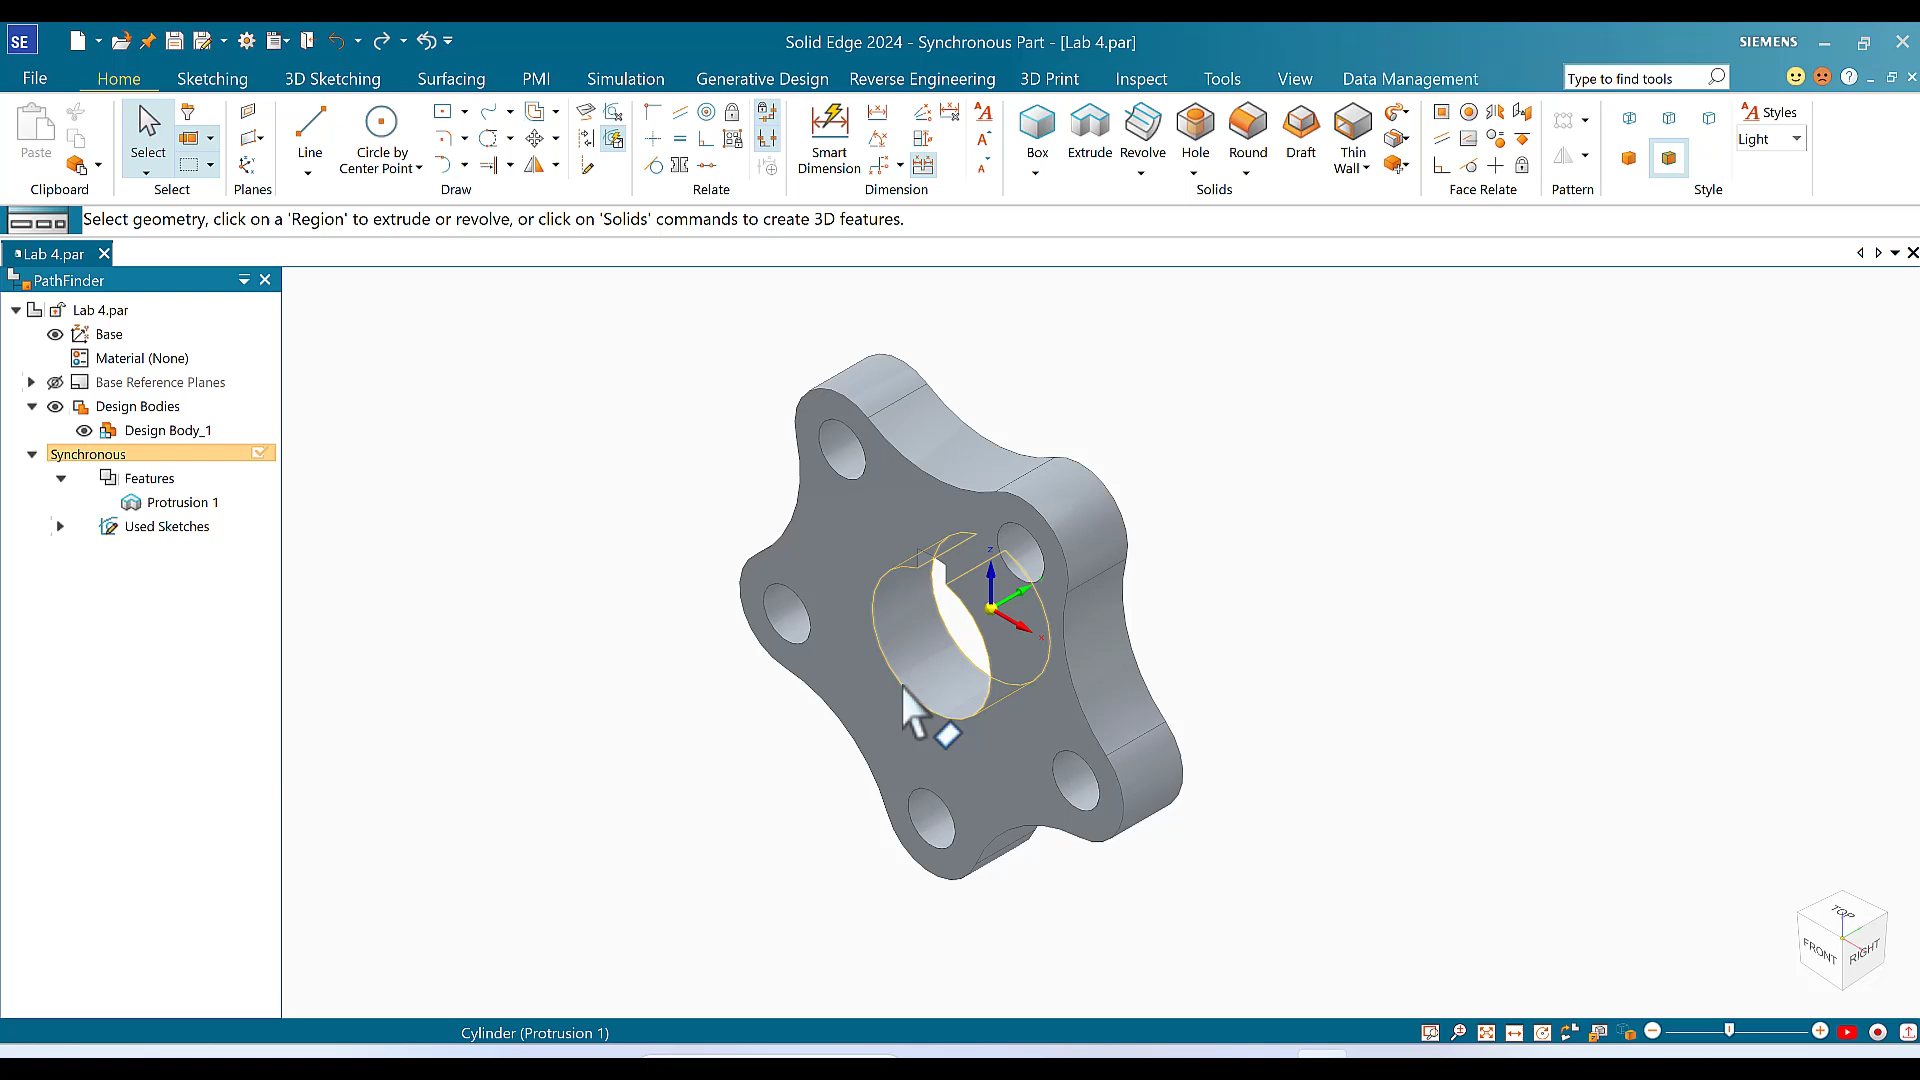 SE
Solid Edge 2024 - Synchronous Part - [Lab 4.par]
SIEMENS
File Home Sketching 3D Sketching Surfacing PMI Simulation Generative Design Reverse Engineering 3D Print Inspect Tools View Data Management
Type to find tools
Paste
Select
Line
Circle by
Center Point
Smart
Dimension
Box
Extrude
Revolve
Hole
Round
Draft
Thin
Wall
Styles
Light
Clipboard Select Planes Draw Relate Dimension Solids Face Relate Pattern Style
Select geometry, click on a 'Region' to extrude or revolve, or click on 'Solids' commands to create 3D features.
Lab 4.par
PathFinder
Lab 4.par
Base
Material (None)
Base Reference Planes
Design Bodies
Design Body_1
Synchronous
Features
Protrusion 1
Used Sketches
z
x
TOP
FRONT
RIGHT
Cylinder (Protrusion 1)